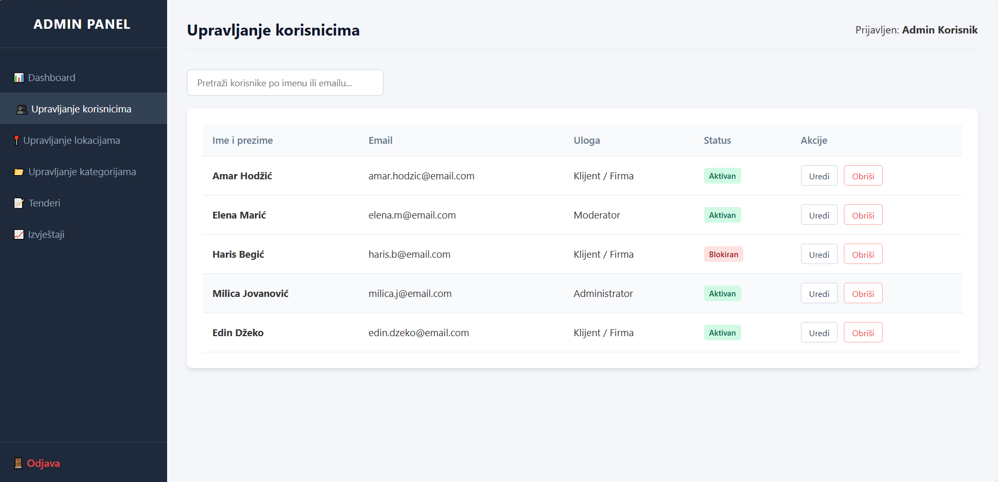 ADMIN PANEL
Dashboard
Upravljanje korisnicima
Upravljanje lokacijama
Upravljanje kategorijama
Tenderi
Izvještaji
Odjava
Upravljanje korisnicima
Prijavljen: Admin Korisnik
Pretraži korisnike po imenu ili emailu...
Ime i prezime Email Uloga Status Akcije
Amar Hodžić amar.hodzic@email.com Klijent / Firma Aktivan Uredi Obriši
Elena Marić elena.m@email.com Moderator Aktivan Uredi Obriši
Haris Begić haris.b@email.com Klijent / Firma Blokiran Uredi Obriši
Milica Jovanović milica.j@email.com Administrator Aktivan Uredi Obriši
Edin Džeko edin.dzeko@email.com Klijent / Firma Aktivan Uredi Obriši